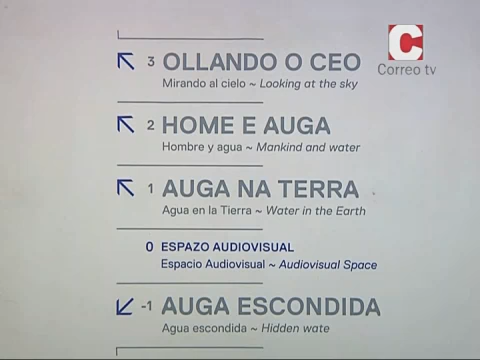 3 OLLANDO O CEO
Mirando al cielo ~ Looking at the sky
C
Correo tv
2 HOME E AUGA
Hombre y agua ~ Mankind and water
1 AUGA NA TERRA
Agua en la Tierra ~ Water in the Earth
0 ESPAZO AUDIOVISUAL
Espacio Audiovisual ~ Audiovisual Space
-1 AUGA ESCONDIDA
Agua escondida ~ Hidden wate